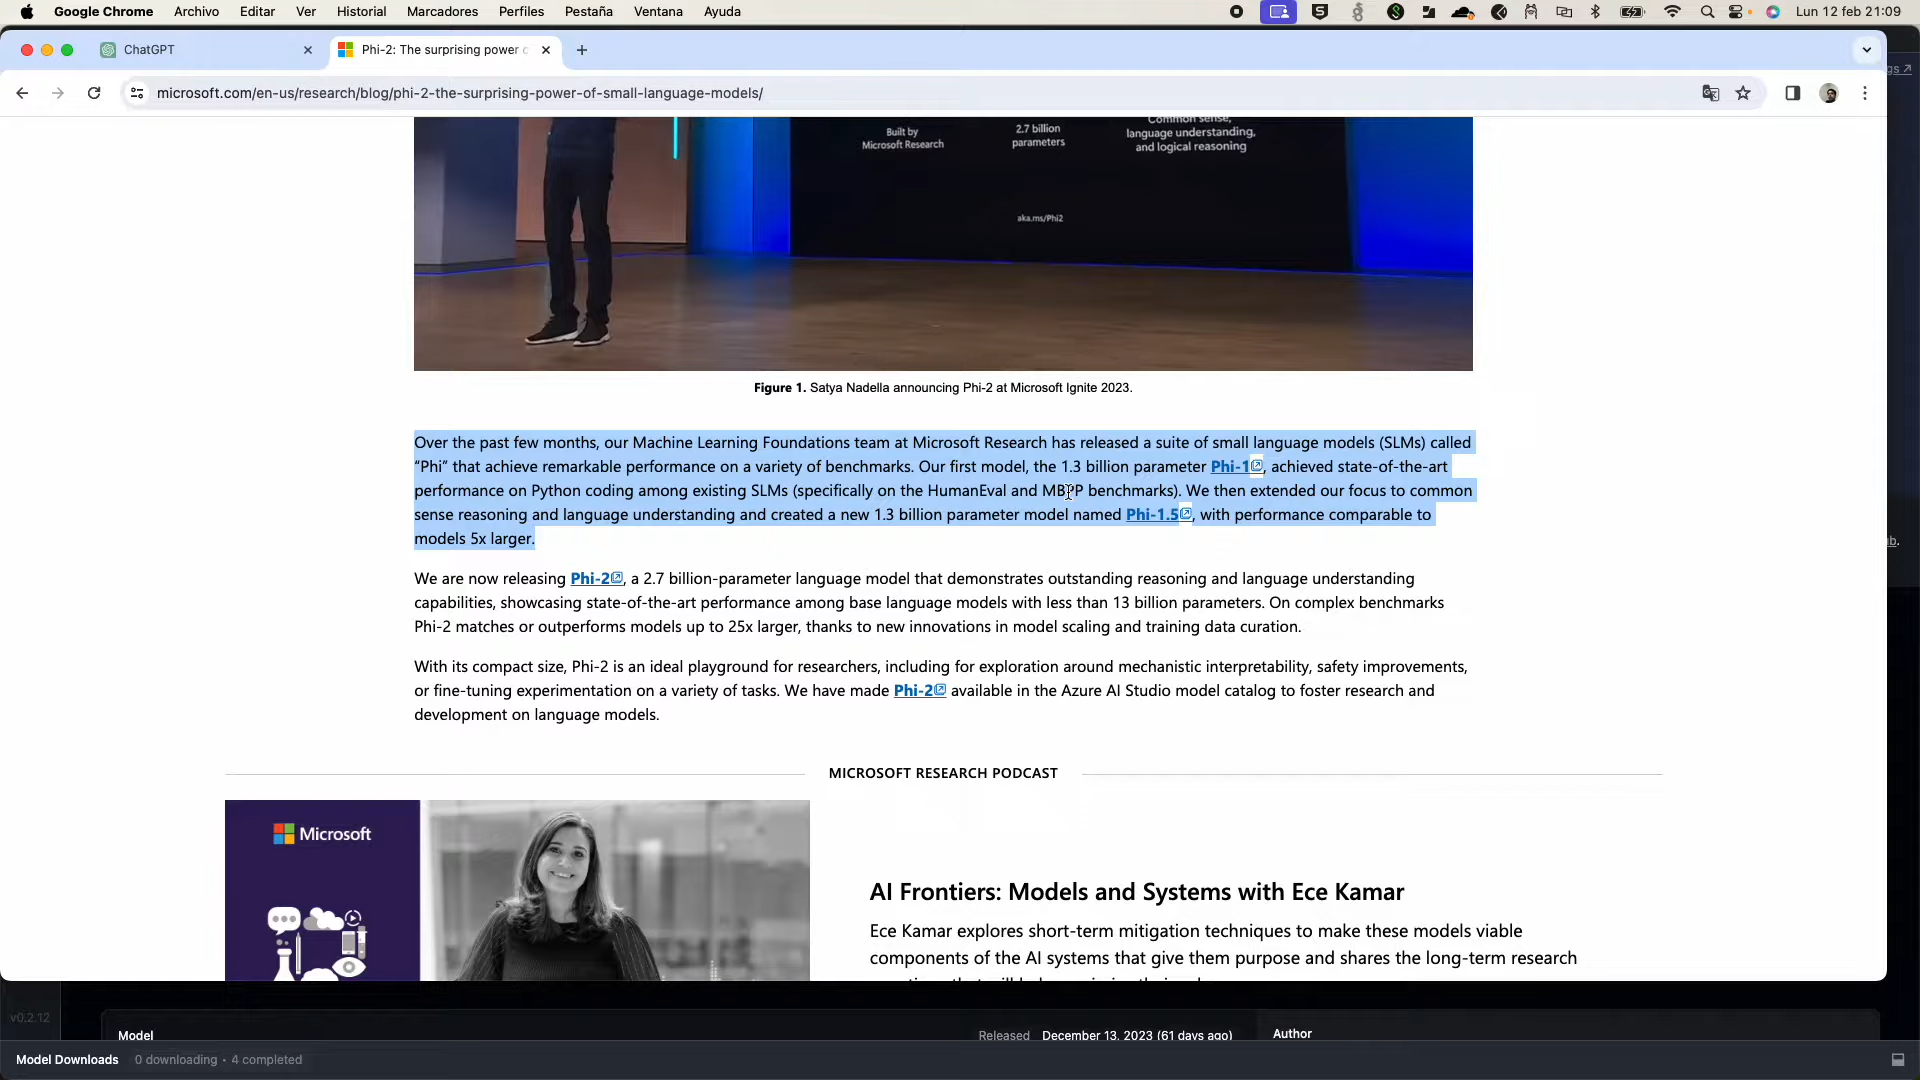 Google Chrome Archivo Editar Ver Historial Marcadores Perfiles Pestaña Ventana Ayuda Lun 12 feb 21:09
ChatGPT Phi-2: The surprising power
microsoft.com/en-us/research/blog/phi-2-the-surprising-power-of-small-language-models/
gs
Built by
Microsoft Research
2.7 billion
parameters
Common sense,
language understanding,
and logical reasoning
aka.ms/Phi2
Figure 1. Satya Nadella announcing Phi-2 at Microsoft Ignite 2023.
Over the past few months, our Machine Learning Foundations team at Microsoft Research has released a suite of small language models (SLMs) called
“Phi” that achieve remarkable performance on a variety of benchmarks. Our first model, the 1.3 billion parameter Phi-1, achieved state-of-the-art
performance on Python coding among existing SLMs (specifically on the HumanEval and MBPP benchmarks). We then extended our focus to common
sense reasoning and language understanding and created a new 1.3 billion parameter model named Phi-1.5, with performance comparable to
models 5x larger.
ub.
We are now releasing Phi-2, a 2.7 billion-parameter language model that demonstrates outstanding reasoning and language understanding
capabilities, showcasing state-of-the-art performance among base language models with less than 13 billion parameters. On complex benchmarks
Phi-2 matches or outperforms models up to 25x larger, thanks to new innovations in model scaling and training data curation.
With its compact size, Phi-2 is an ideal playground for researchers, including for exploration around mechanistic interpretability, safety improvements,
or fine-tuning experimentation on a variety of tasks. We have made Phi-2 available in the Azure AI Studio model catalog to foster research and
development on language models.
MICROSOFT RESEARCH PODCAST
Microsoft
AI Frontiers: Models and Systems with Ece Kamar
Ece Kamar explores short-term mitigation techniques to make these models viable
components of the AI systems that give them purpose and shares the long-term research
v0.2.12
Model Released December 13, 2023 (61 days ago) Author
Model Downloads 0 downloading • 4 completed